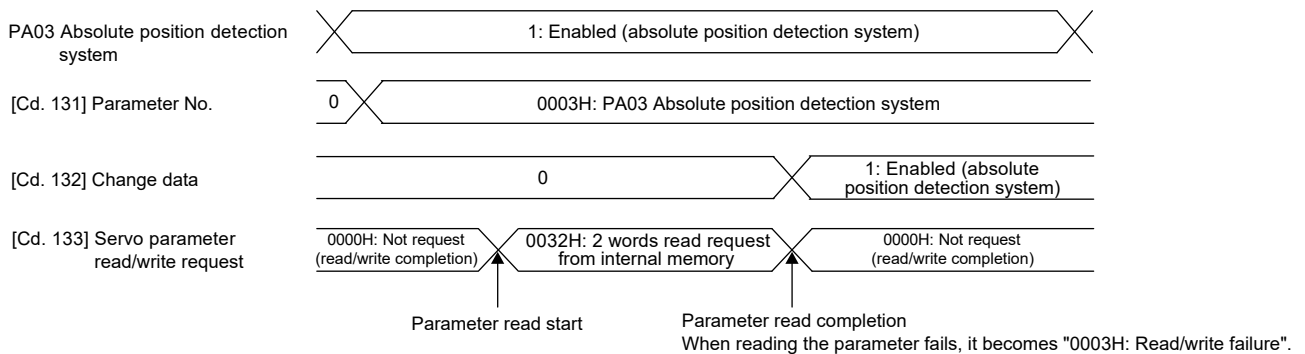 PA03 Absolute position detection
system
1: Enabled (absolute position detection system)
[Cd. 131] Parameter No.
0
0003H: PA03 Absolute position detection system
[Cd. 132] Change data
0
1: Enabled (absolute
position detection system)
[Cd. 133] Servo parameter
read/write request
0000H: Not request
(read/write completion)
0032H: 2 words read request
from internal memory
0000H: Not request
(read/write completion)
Parameter read start
Parameter read completion
When reading the parameter fails, it becomes "0003H: Read/write failure".